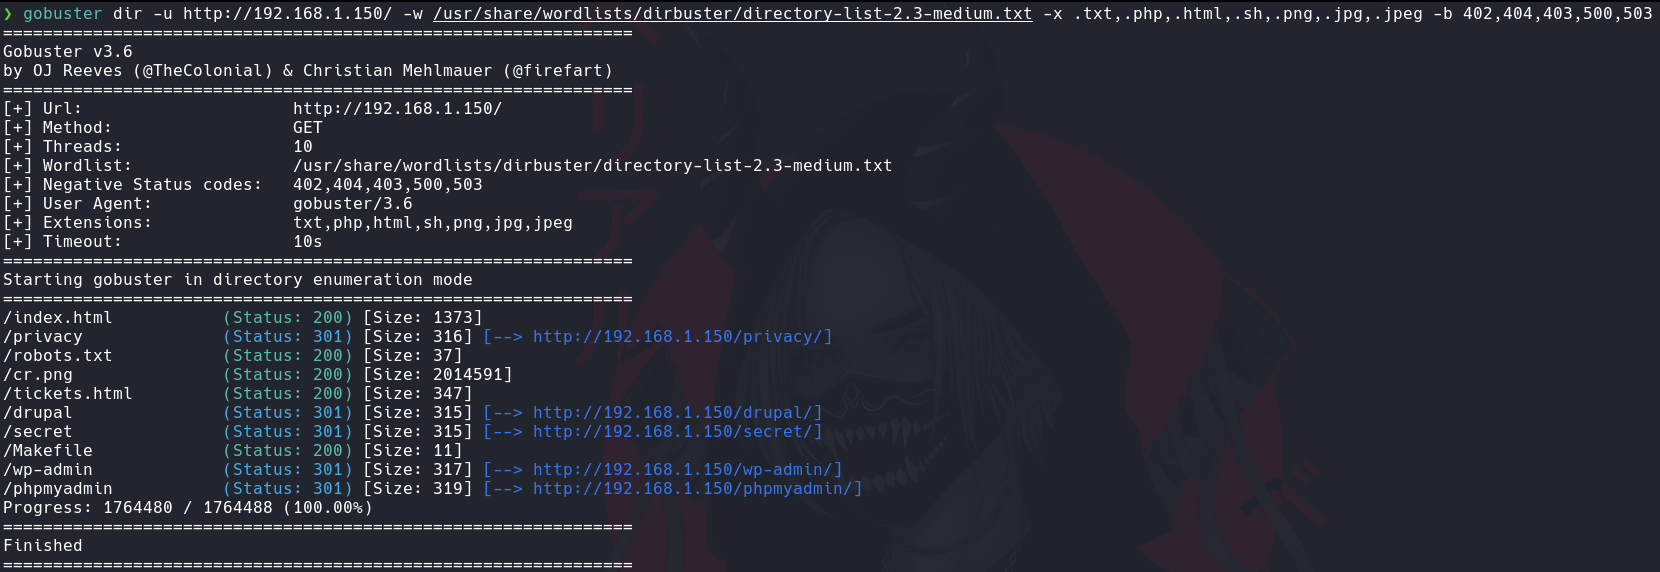 ❯ gobuster dir -u http://192.168.1.150/ -w /usr/share/wordlists/dirbuster/directory-list-2.3-medium.txt -x .txt,.php,.html,.sh,.png,.jpg,.jpeg -b 402,404,403,500,503
===============================================================
Gobuster v3.6
by OJ Reeves (@TheColonial) & Christian Mehlmauer (@firefart)
===============================================================
[+] Url:                     http://192.168.1.150/
[+] Method:                  GET
[+] Threads:                 10
[+] Wordlist:                /usr/share/wordlists/dirbuster/directory-list-2.3-medium.txt
[+] Negative Status codes:   402,404,403,500,503
[+] User Agent:              gobuster/3.6
[+] Extensions:              txt,php,html,sh,png,jpg,jpeg
[+] Timeout:                 10s
===============================================================
Starting gobuster in directory enumeration mode
===============================================================
/index.html           (Status: 200) [Size: 1373]
/privacy              (Status: 301) [Size: 316] [--> http://192.168.1.150/privacy/]
/robots.txt           (Status: 200) [Size: 37]
/cr.png               (Status: 200) [Size: 2014591]
/tickets.html         (Status: 200) [Size: 347]
/drupal               (Status: 301) [Size: 315] [--> http://192.168.1.150/drupal/]
/secret               (Status: 301) [Size: 315] [--> http://192.168.1.150/secret/]
/Makefile             (Status: 200) [Size: 11]
/wp-admin             (Status: 301) [Size: 317] [--> http://192.168.1.150/wp-admin/]
/phpmyadmin           (Status: 301) [Size: 319] [--> http://192.168.1.150/phpmyadmin/]
Progress: 1764480 / 1764488 (100.00%)
===============================================================
Finished
===============================================================